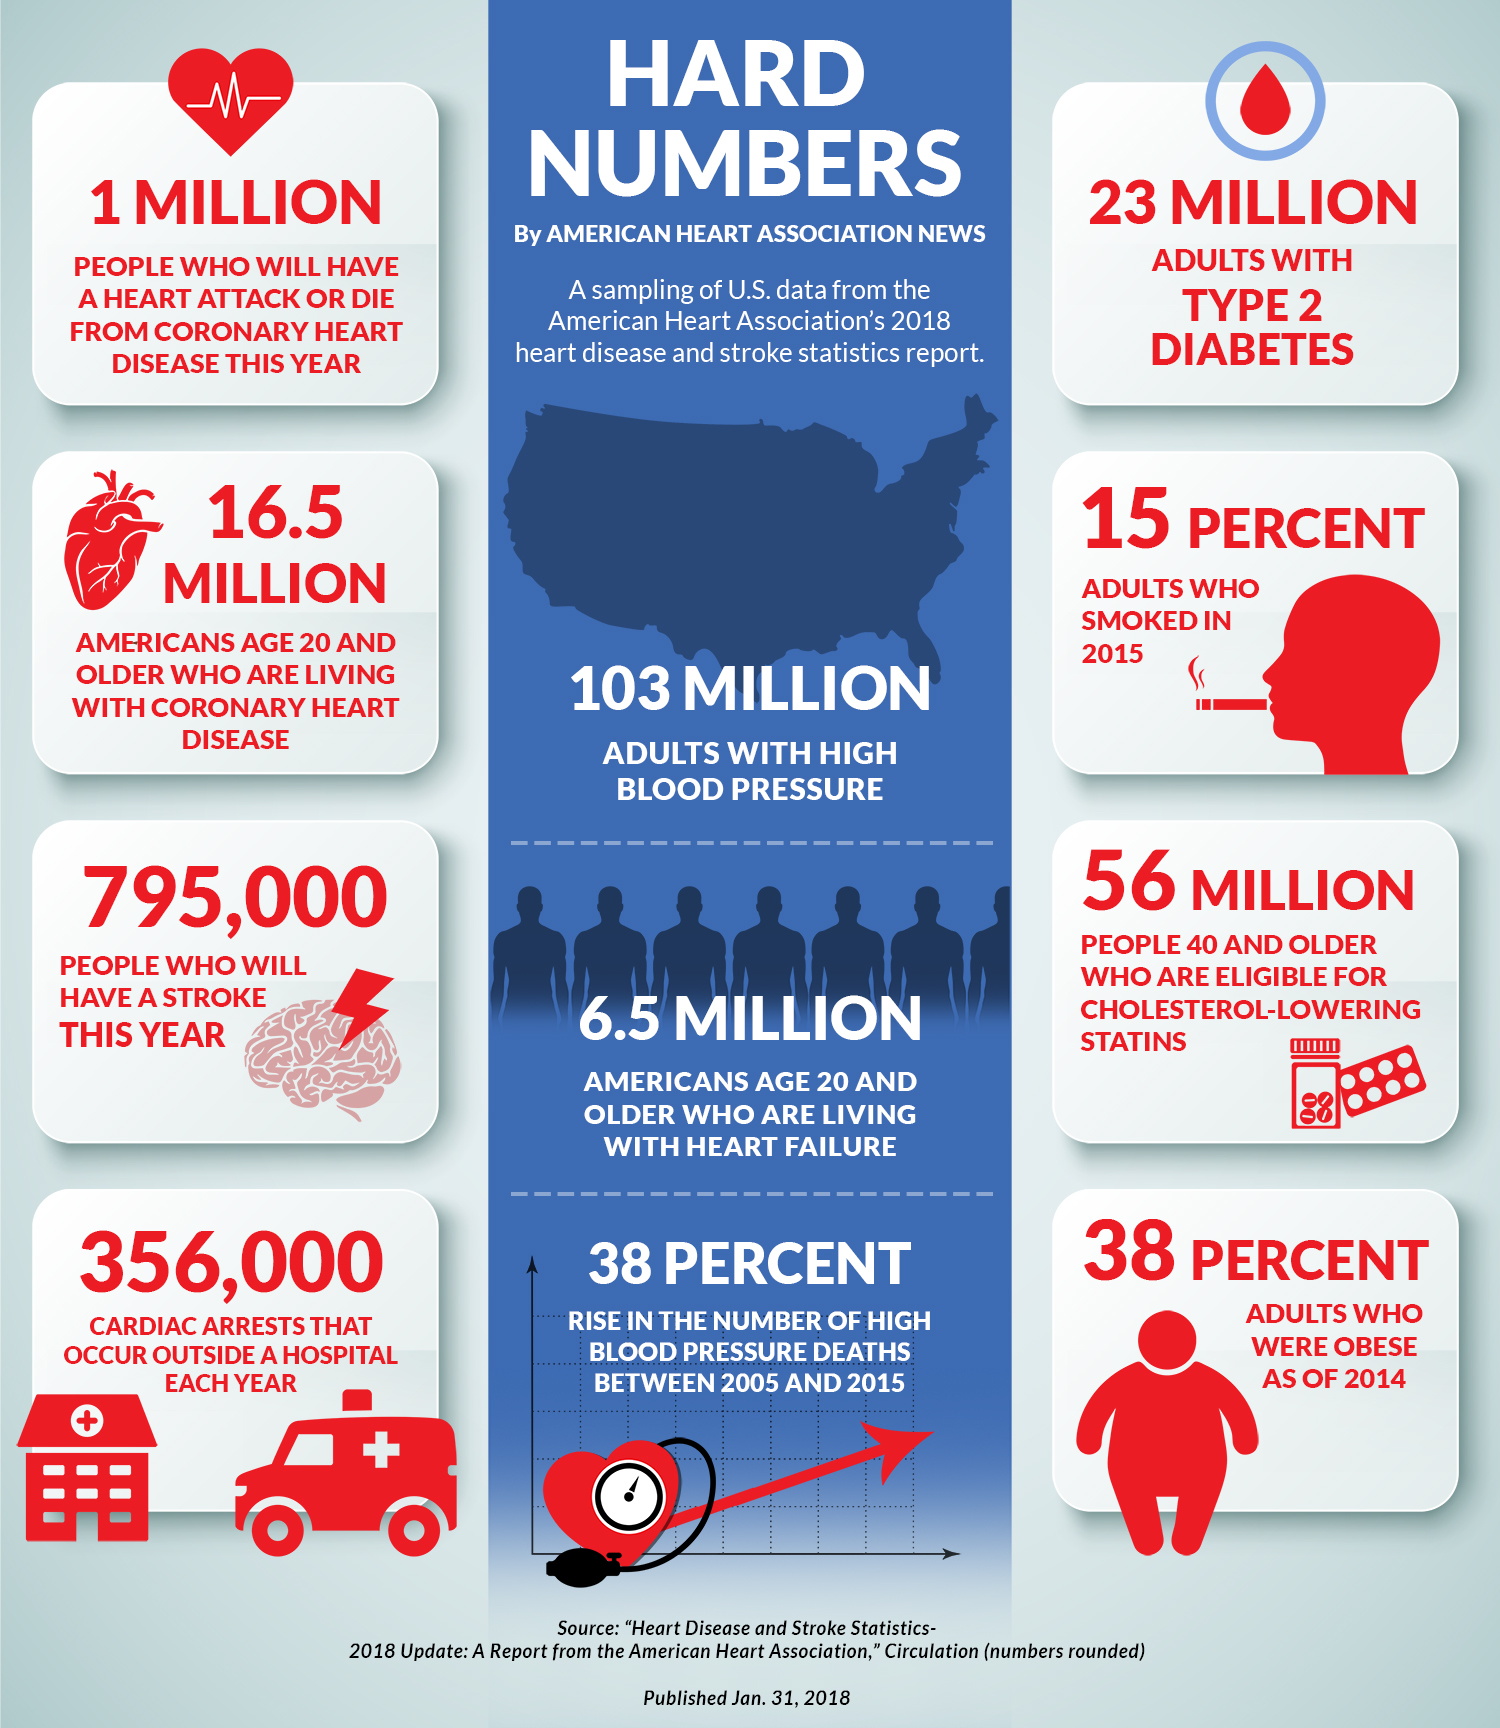 HARD
NUMBERS
By AMERICAN HEART ASSOCIATION NEWS
A sampling of U.S. data from the
American Heart Association's 2018
heart disease and stroke statistics report.
1 MILLION
PEOPLE WHO WILL HAVE
A HEART ATTACK OR DIE
FROM CORONARY HEART
DISEASE THIS YEAR
16.5
MILLION
AMERICANS AGE 20 AND
OLDER WHO ARE LIVING
WITH CORONARY HEART
DISEASE
795,000
PEOPLE WHO WILL
HAVE A STROKE
THIS YEAR
356,000
CARDIAC ARRESTS THAT
OCCUR OUTSIDE A HOSPITAL
EACH YEAR
103 MILLION
ADULTS WITH HIGH
BLOOD PRESSURE
6.5 MILLION
AMERICANS AGE 20 AND
OLDER WHO ARE LIVING
WITH HEART FAILURE
38 PERCENT
RISE IN THE NUMBER OF HIGH
BLOOD PRESSURE DEATHS
BETWEEN 2005 AND 2015
23 MILLION
ADULTS WITH
TYPE 2
DIABETES
15 PERCENT
ADULTS WHO
SMOKED IN
2015
56 MILLION
PEOPLE 40 AND OLDER
WHO ARE ELIGIBLE FOR
CHOLESTEROL-LOWERING
STATINS
38 PERCENT
ADULTS WHO
WERE OBESE
AS OF 2014
Source: “Heart Disease and Stroke Statistics-
2018 Update: A Report from the American Heart Association,” Circulation (numbers rounded)
Published Jan. 31, 2018